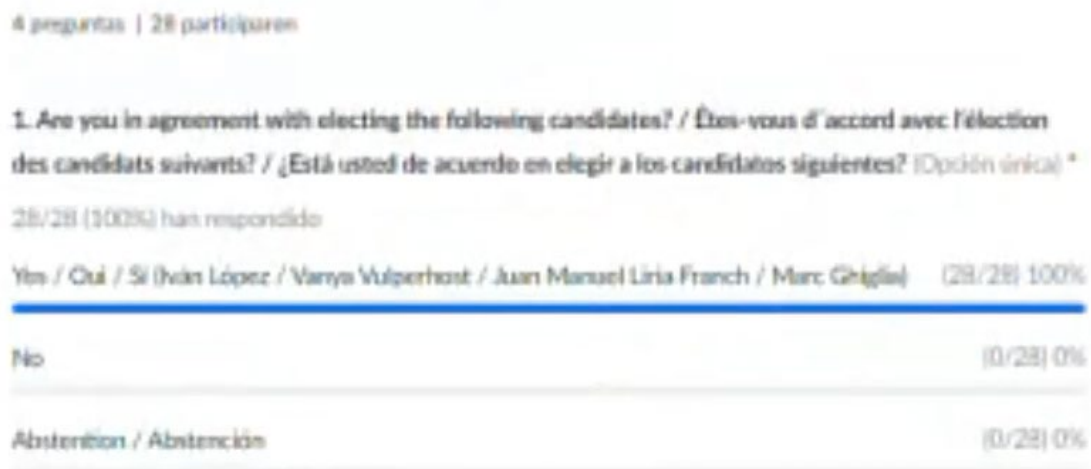 4 preguntas | 28 participaron
1. Are you in agreement with electing the following candidates? / Êtes-vous d'accord avec l'élection
des candidats suivants? / ¿Está usted de acuerdo en elegir a los candidatos siguientes? (Opción única) *
28/28 (100%) han respondido
Yes / Oui / Si (Iván López / Vanya Vulperhost / Juan Manuel Liria Franch / Marc Ghiglia) (28/28) 100%
No (0/28) 0%
Abstention / Abstención (0/28) 0%